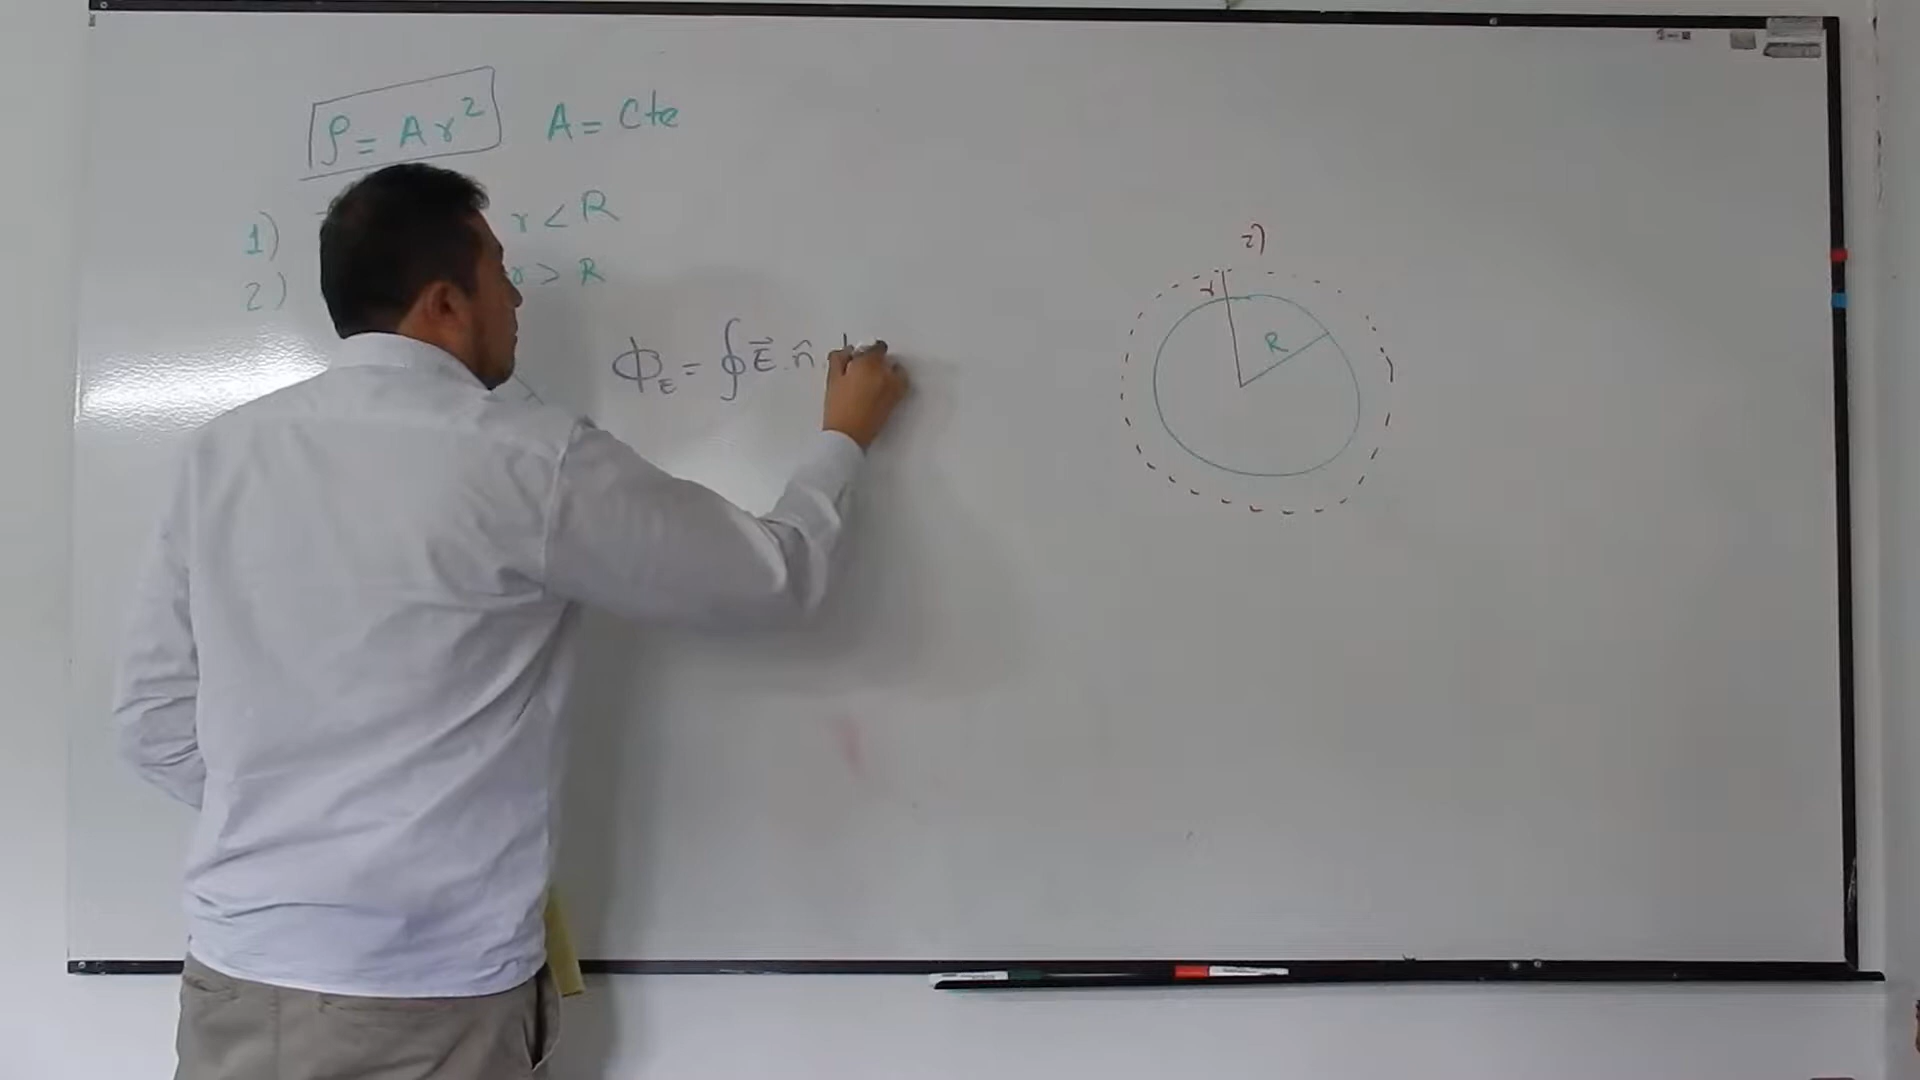 ρ = A r² A = Cte
1) r < R
2) r > R
Φ_E = ∮ E⃗ . n̂
2)
r
R